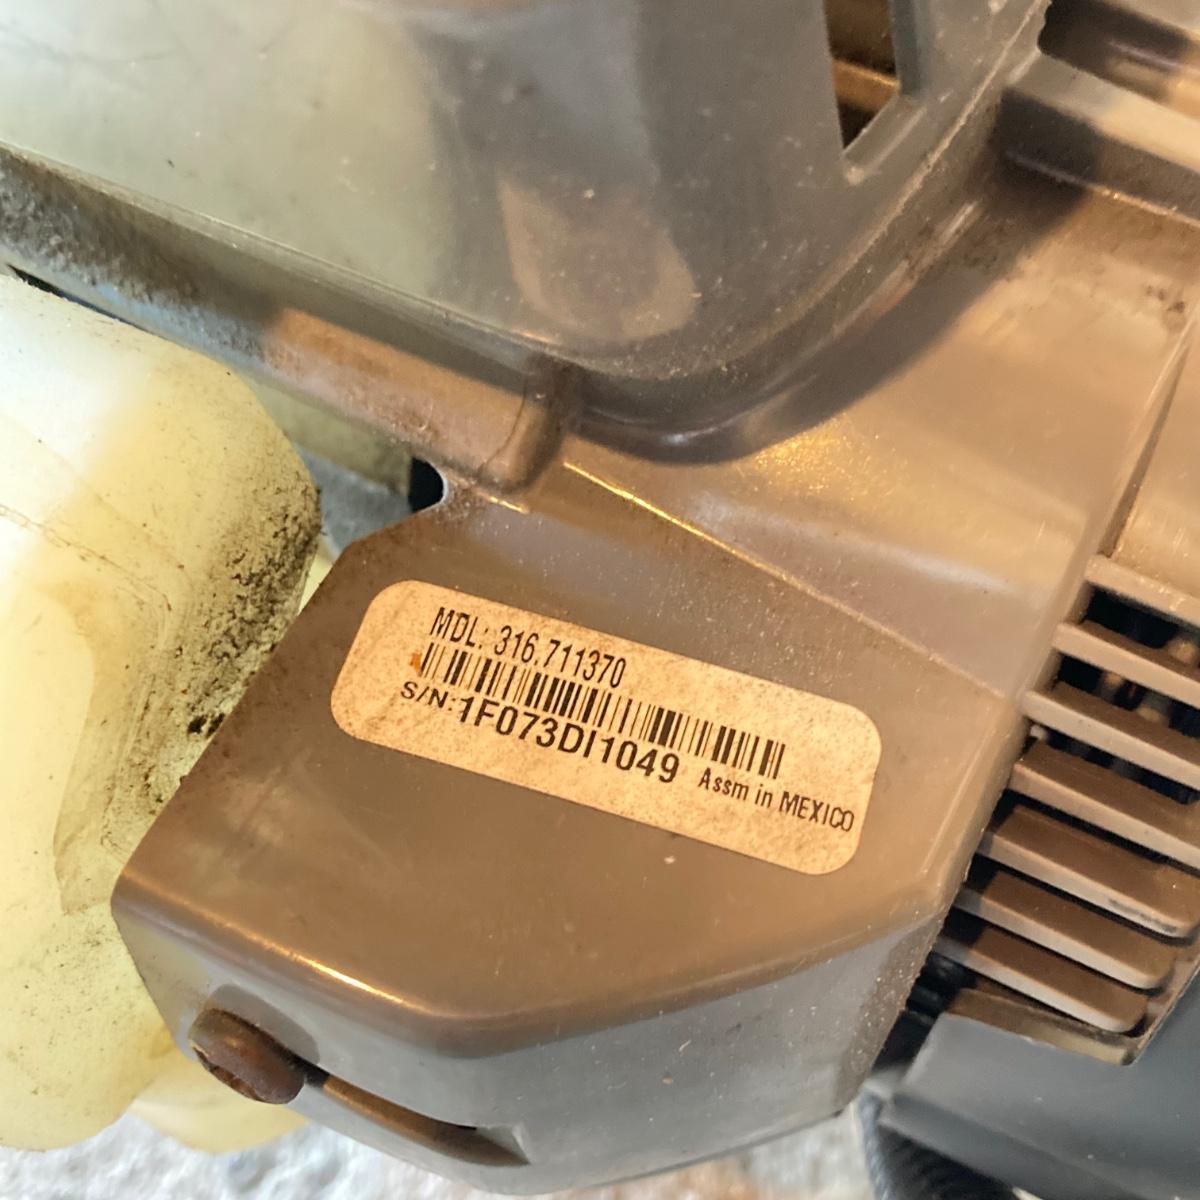 MDL: 316.711370
S/N:1F073DI1049 Assm in MEXICO